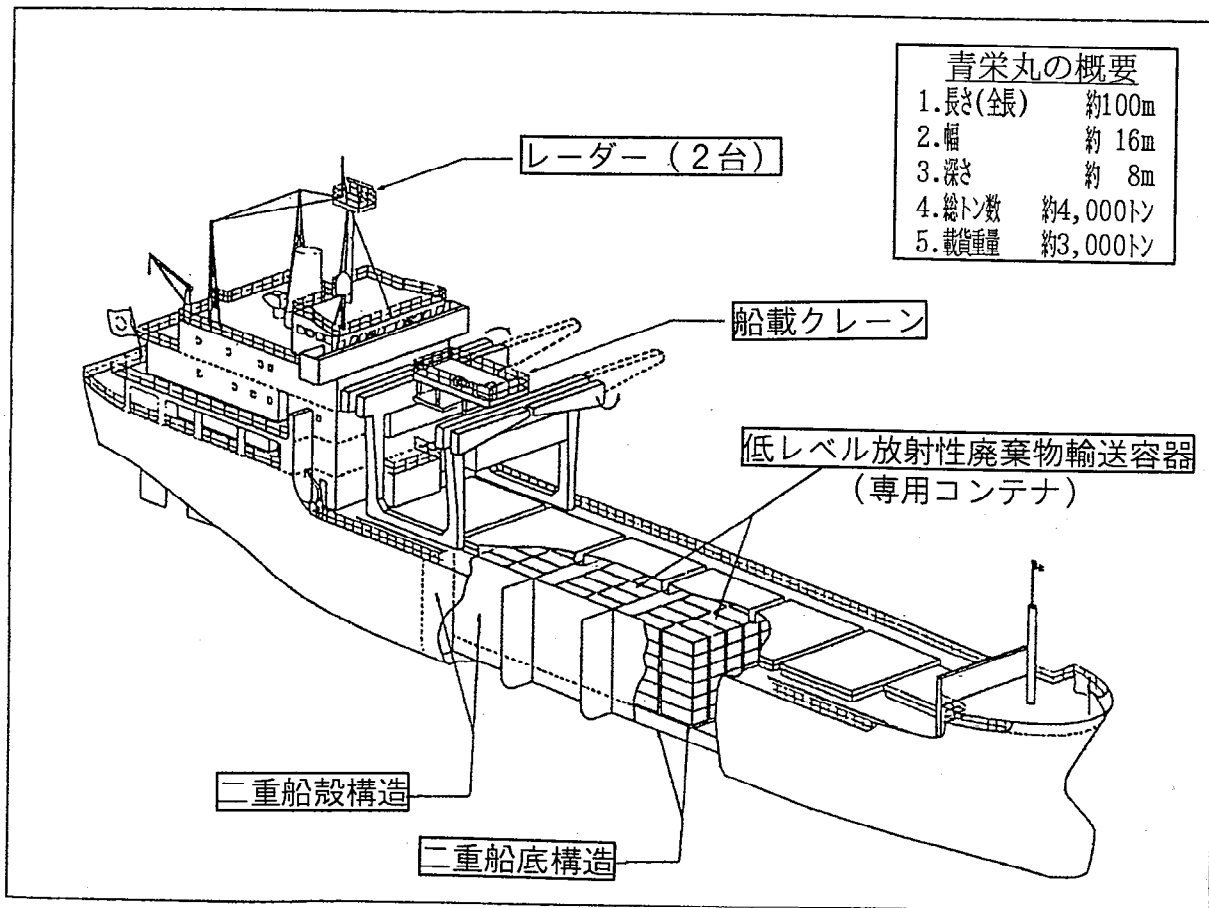 青栄丸の概要
1.長さ(全長) 約100m
2.幅 約 16m
3.深さ 約 8m
4.総トン数 約4,000トン
5.載貨重量 約3,000トン
レーダー(2台)
船載クレーン
低レベル放射性廃棄物輸送容器
(専用コンテナ)
二重船殻構造
二重船底構造